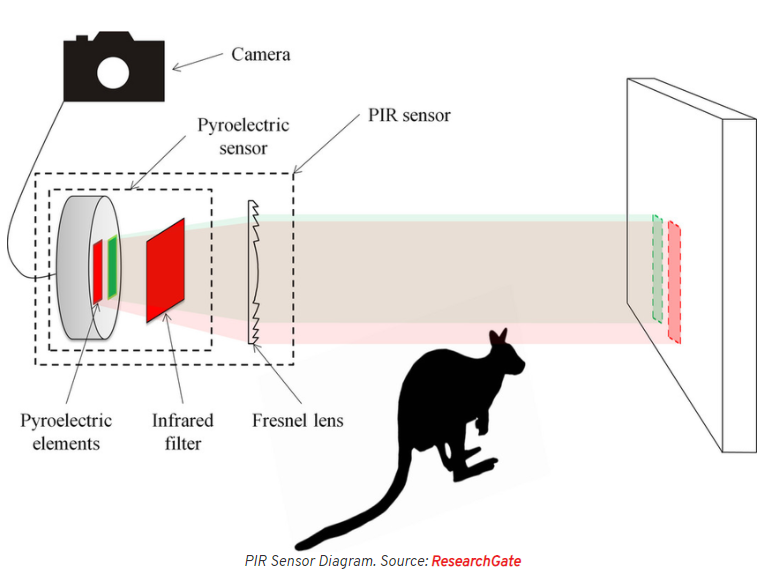 Camera
PIR sensor
Pyroelectric
sensor
Pyroelectric
elements
Infrared
filter
Fresnel lens
PIR Sensor Diagram. Source: ResearchGate